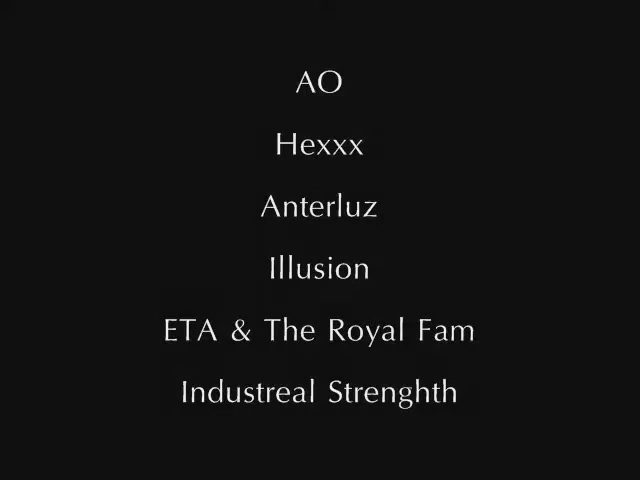 AO
Hexxx
Anterluz
Illusion
ETA & The Royal Fam
Industreal Strenghth